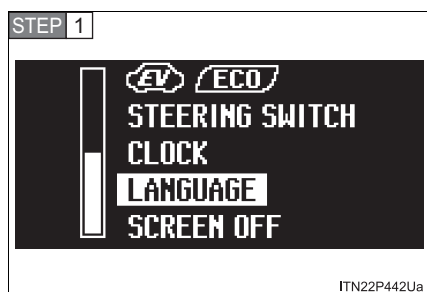 STEP 1
EV ECO
STEERING SWITCH
CLOCK
LANGUAGE
SCREEN OFF
ITN22P442Ua